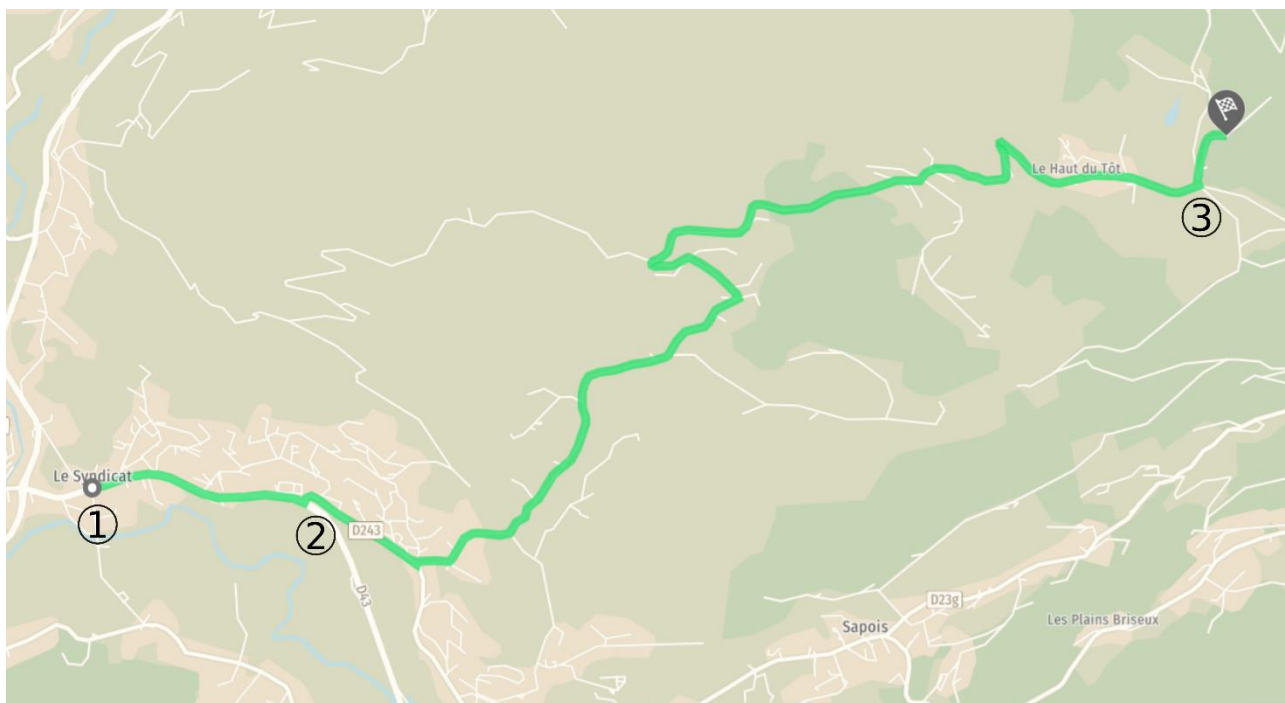 Le Haut du Tôt
③
Le Syndicat
①
②
D243
D43
D23g
Sapois
Les Plains Briseux